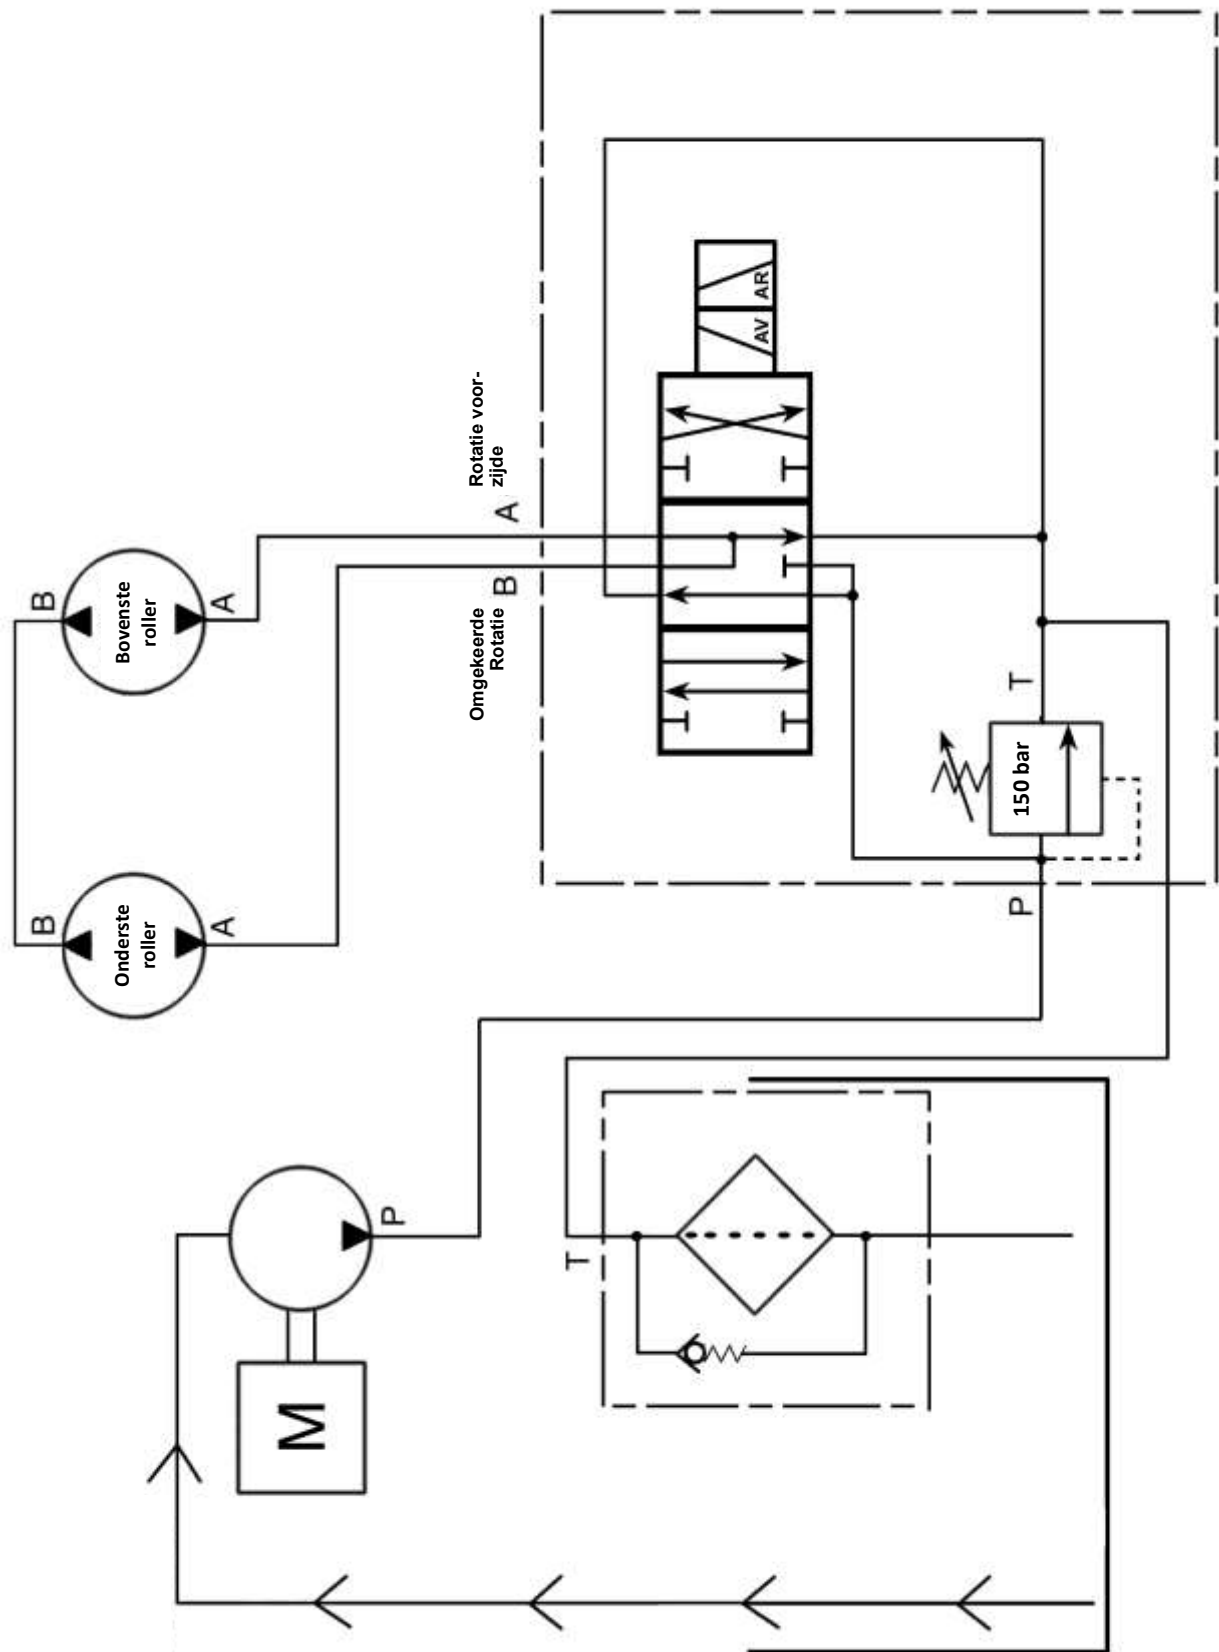 B
Bovenste
roller
A
B
Onderste
roller
A
Rotatie voor-
zijde
A
B
Omgekeerde
Rotatie
AV
AR
T
150 bar
P
P
T
M